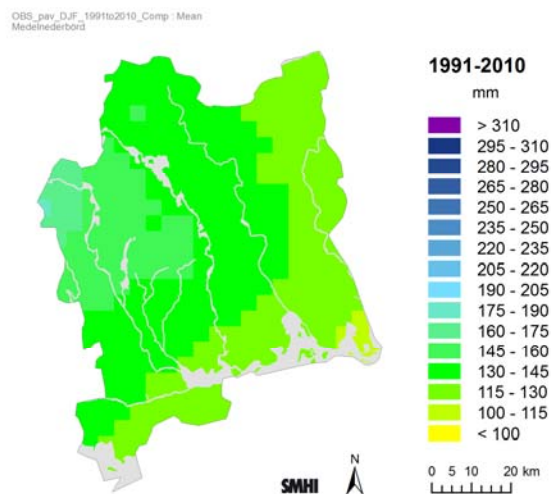 OBS_pav_DJF_1991to2010_Comp : Mean
Medelnederbörd
1991-2010
mm
> 310
295 - 310
280 - 295
265 - 280
250 - 265
235 - 250
220 - 235
205 - 220
190 - 205
175 - 190
160 - 175
145 - 160
130 - 145
115 - 130
100 - 115
< 100
N
SMHI
0 5 10 20 km